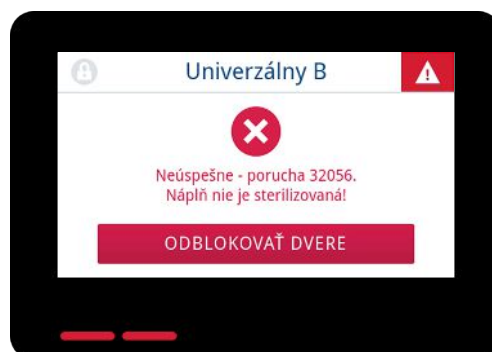 Univerzálny B
Neúspešne - porucha 32056.
Náplň nie je sterilizovaná!
ODBLOKOVAŤ DVERE